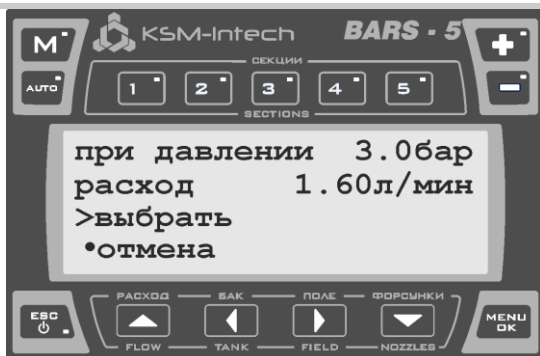 M
KSM-Intech
BARS - 5
+
СЕКЦИИ
AUTO
1 2 3 4 5
−
SECTIONS
при давлении 3.0бар
расход 1.60л/мин
>выбрать
•отмена
ESC
РАСХОД БАК ПОЛЕ ФОРСУНКИ
MENU
OK
FLOW TANK FIELD NOZZLES